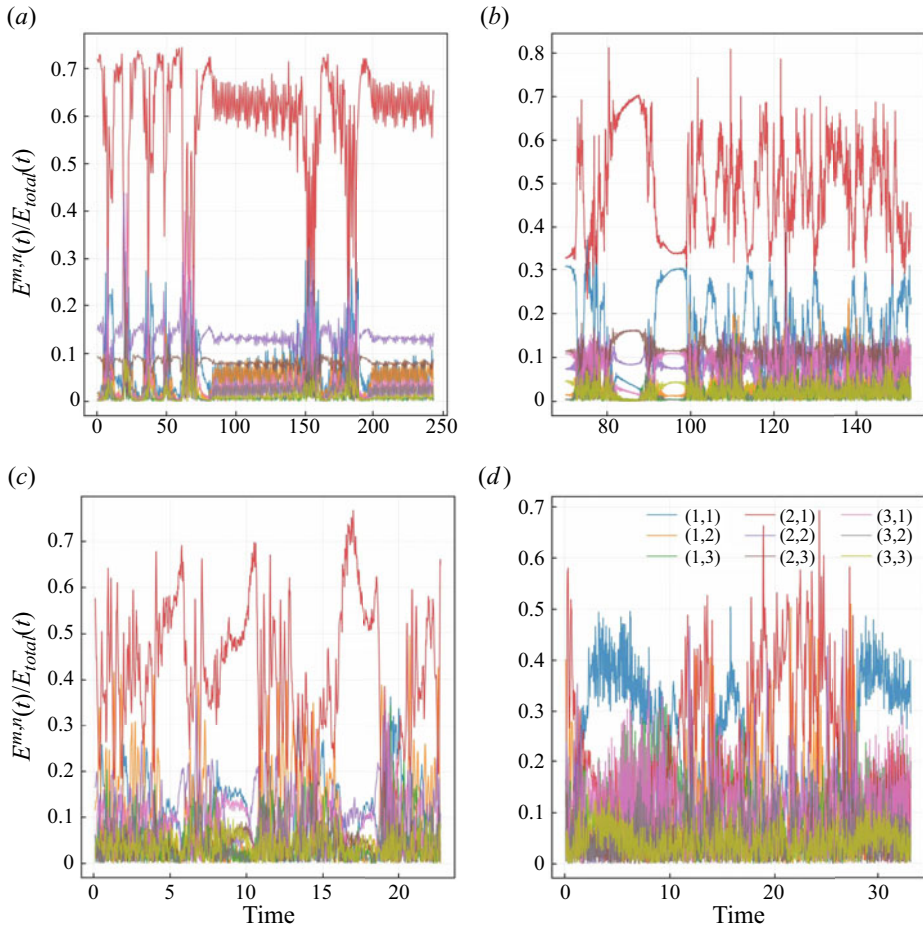 (a)
(b)
0.7
0.6
0.5
0.4
0.3
0.2
0.1
0
E^{m,n}(t)/E_{total}(t)
0 50 100 150 200 250
0.8
0.7
0.6
0.5
0.4
0.3
0.2
0.1
0
80 100 120 140
(c)
(d)
0.7
0.6
0.5
0.4
0.3
0.2
0.1
0
E^{m,n}(t)/E_{total}(t)
0 5 10 15 20
Time
0.7
0.6
0.5
0.4
0.3
0.2
0.1
0
(1,1) (2,1) (3,1)
(1,2) (2,2) (3,2)
(1,3) (2,3) (3,3)
0 10 20 30
Time